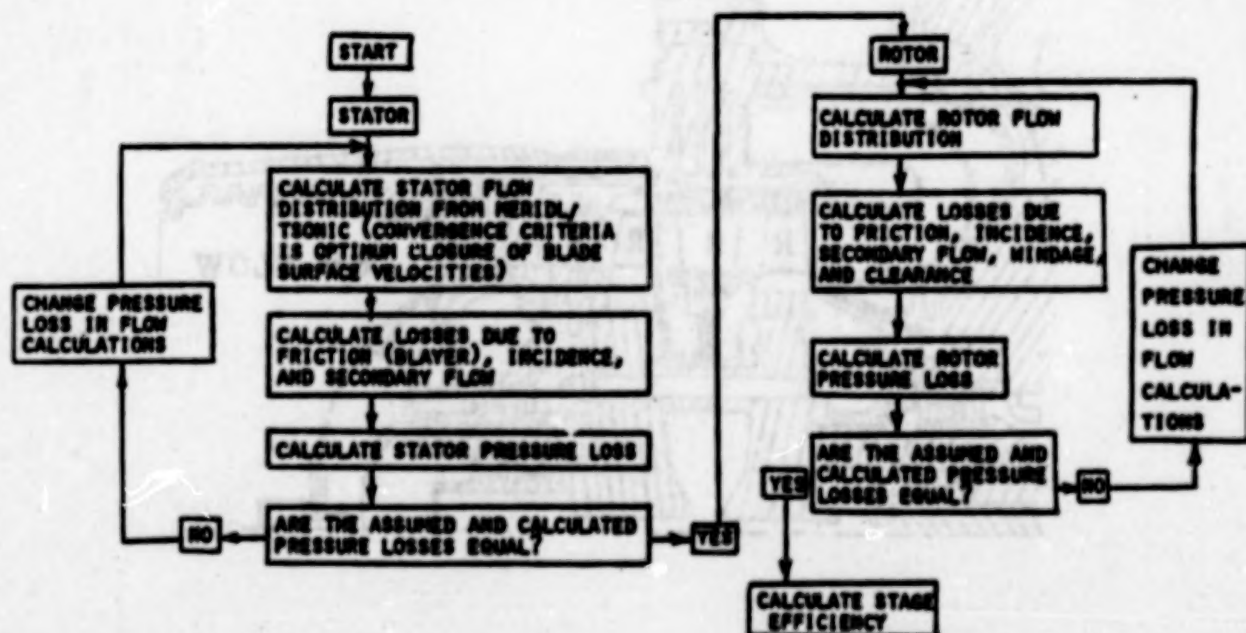 START
STATOR
CALCULATE STATOR FLOW
DISTRIBUTION FROM MERIDL/
TSONIC (CONVERGENCE CRITERIA
IS OPTIMUM CLOSURE OF BLADE
SURFACE VELOCITIES)
CHANGE PRESSURE
LOSS IN FLOW
CALCULATIONS
CALCULATE LOSSES DUE TO
FRICTION (BLAYER), INCIDENCE,
AND SECONDARY FLOW
CALCULATE STATOR PRESSURE LOSS
NO
ARE THE ASSUMED AND CALCULATED
PRESSURE LOSSES EQUAL?
YES
ROTOR
CALCULATE ROTOR FLOW
DISTRIBUTION
CALCULATE LOSSES DUE
TO FRICTION, INCIDENCE,
SECONDARY FLOW, WINDAGE,
AND CLEARANCE
CHANGE
PRESSURE
LOSS IN
FLOW
CALCULA-
TIONS
CALCULATE ROTOR
PRESSURE LOSS
ARE THE ASSUMED AND
CALCULATED PRESSURE
LOSSES EQUAL?
YES
NO
CALCULATE STAGE
EFFICIENCY